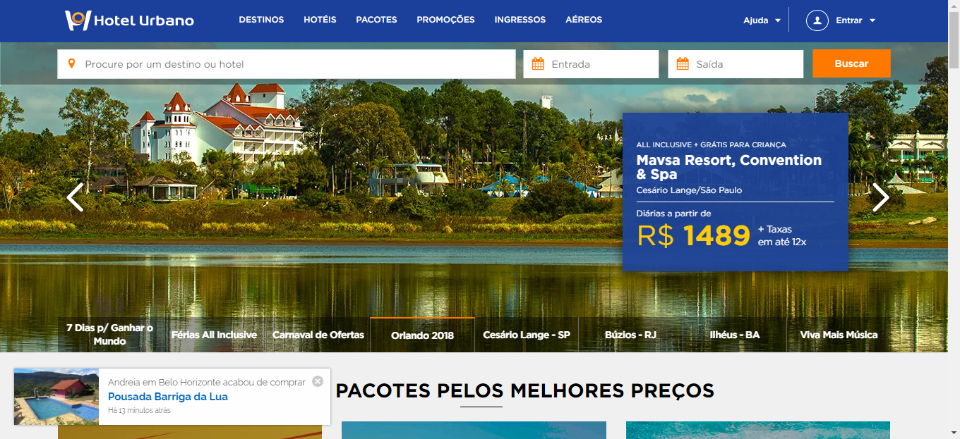 Hotel Urbano
DESTINOS HOTÉIS PACOTES PROMOÇÕES INGRESSOS AÉREOS
Ajuda Entrar
Procure por um destino ou hotel
Entrada
Saída
Buscar
ALL INCLUSIVE + GRÁTIS PARA CRIANÇA
Mavsa Resort, Convention
& Spa
Cesário Lange/São Paulo
Diárias a partir de
R$ 1489
+ Taxas
em até 12x
7 Dias p/ Ganhar o
Mundo
Férias All Inclusive
Carnaval de Ofertas
Orlando 2018
Cesário Lange - SP
Búzios - RJ
Ilhéus - BA
Viva Mais Música
Andreia em Belo Horizonte acabou de comprar
Pousada Barriga da Lua
Há 13 minutos atrás
PACOTES PELOS MELHORES PREÇOS